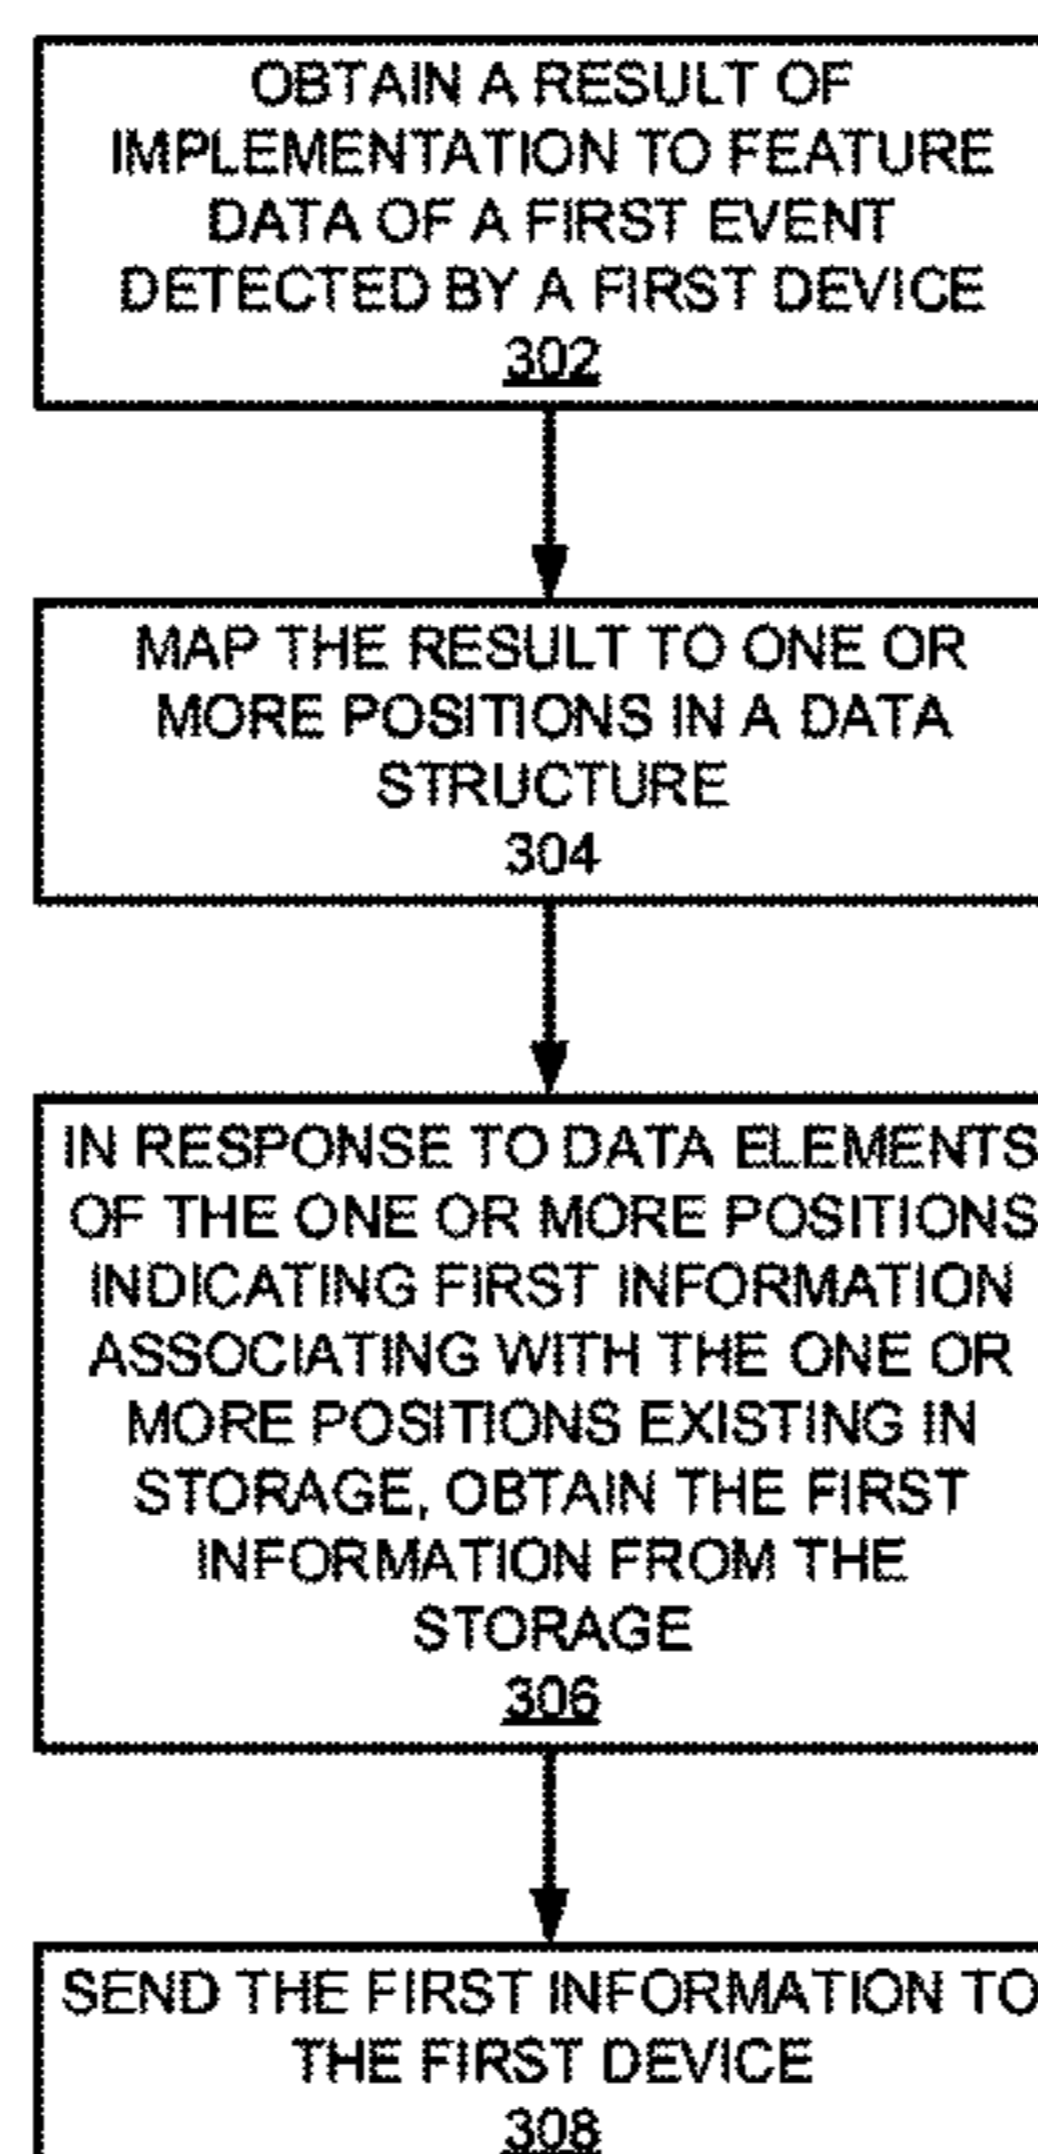 OBTAIN A RESULT OF
IMPLEMENTATION TO FEATURE
DATA OF A FIRST EVENT
DETECTED BY A FIRST DEVICE
302
MAP THE RESULT TO ONE OR
MORE POSITIONS IN A DATA
STRUCTURE
304
IN RESPONSE TO DATA ELEMENTS
OF THE ONE OR MORE POSITIONS
INDICATING FIRST INFORMATION
ASSOCIATING WITH THE ONE OR
MORE POSITIONS EXISTING IN
STORAGE, OBTAIN THE FIRST
INFORMATION FROM THE
STORAGE
306
SEND THE FIRST INFORMATION TO
THE FIRST DEVICE
308